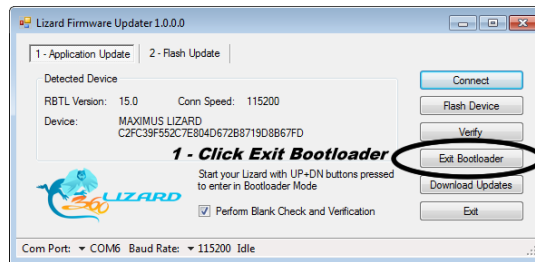 Lizard Firmware Updater 1.0.0.0
1 - Application Update
2 - Flash Update
Detected Device
RBTL Version: 15.0 Conn Speed: 115200
Device: MAXIMUS LIZARD
C2FC39F552C7E804D672B8719D8B67FD
1 - Click Exit Bootloader
Start your Lizard with UP+DN buttons pressed
to enter in Bootloader Mode
360 LIZARD
Perform Blank Check and Verification
Connect
Flash Device
Verify
Exit Bootloader
Download Updates
Exit
Com Port: COM6 Baud Rate: 115200 Idle